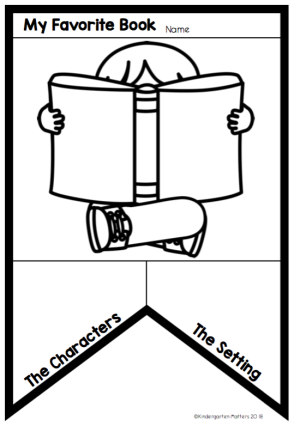 My Favorite Book Name
The Characters
The Setting
©Kindergarten Matters 2018